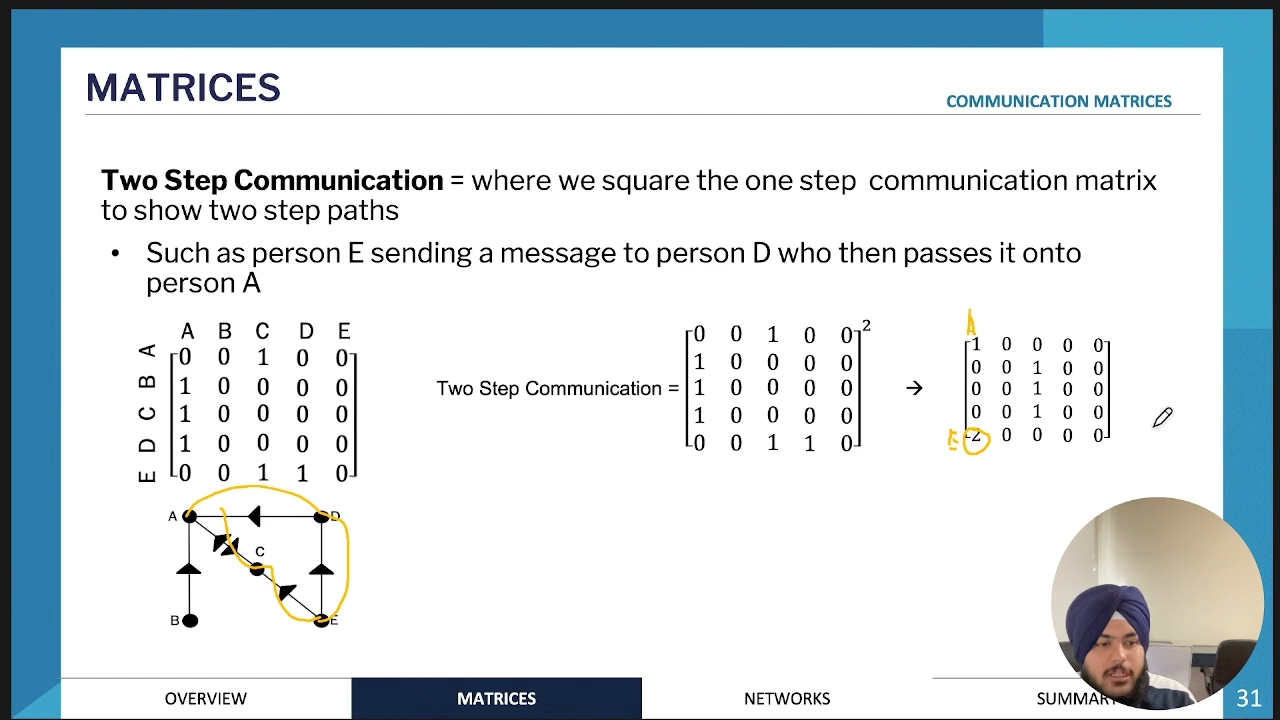 MATRICES
COMMUNICATION MATRICES
Two Step Communication = where we square the one step communication matrix
to show two step paths
• Such as person E sending a message to person D who then passes it onto
person A
A B C D E
A 0 0 1 0 0
B 1 0 0 0 0
C 1 0 0 0 0
D 1 0 0 0 0
E 0 0 1 1 0
Two Step Communication =
0 0 1 0 0 2
1 0 0 0 0
1 0 0 0 0
1 0 0 0 0
0 0 1 1 0
→
A
1 0 0 0 0
0 0 1 0 0
0 0 1 0 0
0 0 1 0 0
E 2 0 0 0 0
A D
C
B E
OVERVIEW MATRICES NETWORKS SUMMARY 31